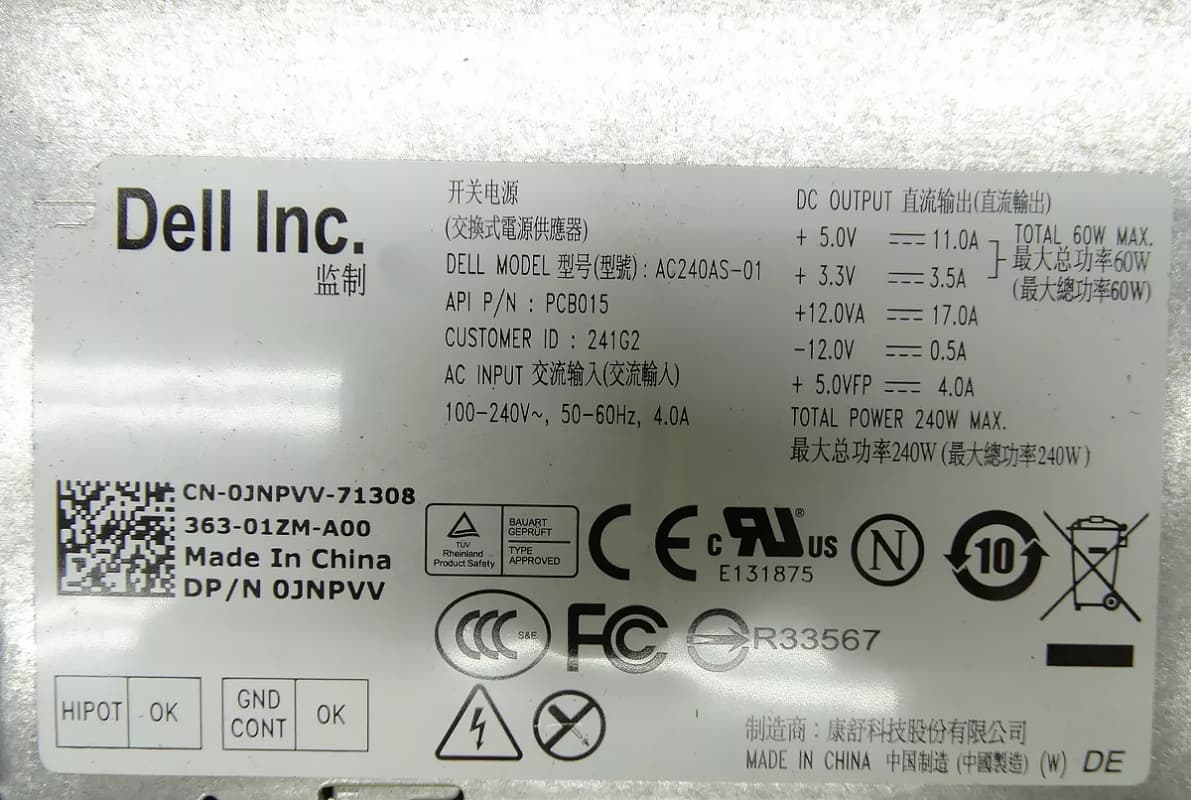 Dell Inc.
监制
开关电源
(交換式電源供應器)
DELL MODEL 型号(型號) : AC240AS-01
API P/N : PCB015
CUSTOMER ID : 241G2
AC INPUT 交流输入(交流輸入)
100-240V~, 50-60Hz, 4.0A
DC OUTPUT 直流输出(直流輸出)
+ 5.0V ⎓ 11.0A
+ 3.3V ⎓ 3.5A
TOTAL 60W MAX.
最大总功率60W
(最大總功率60W)
+12.0VA ⎓ 17.0A
-12.0V ⎓ 0.5A
+ 5.0VFP ⎓ 4.0A
TOTAL POWER 240W MAX.
最大总功率240W (最大總功率240W)
CN-0JNPVV-71308
363-01ZM-A00
Made In China
DP/N 0JNPVV
TÜV
Rheinland
Product Safety
BAUART
GEPRÜFT
TYPE
APPROVED
CE
c RU® US
E131875
N
10
CCC S&E
FC
R33567
HIPOT OK
GND
CONT OK
制造商：康舒科技股份有限公司
MADE IN CHINA 中国制造 (中國製造) (W) DE